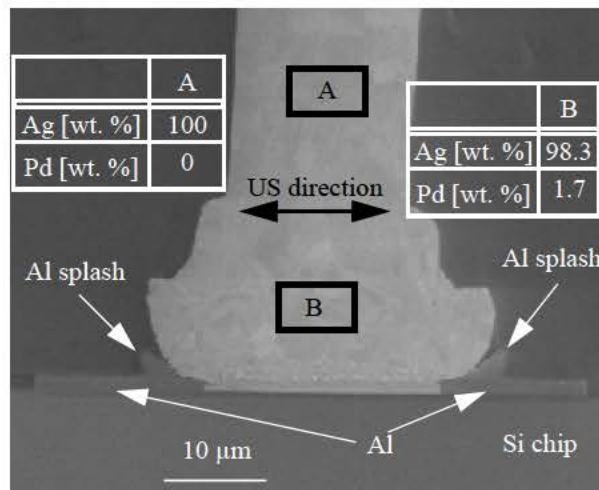 A
Ag [wt. %] 100
Pd [wt. %] 0
A
B
Ag [wt. %] 98.3
Pd [wt. %] 1.7
US direction
Al splash
Al splash
B
Al
10 μm
Si chip